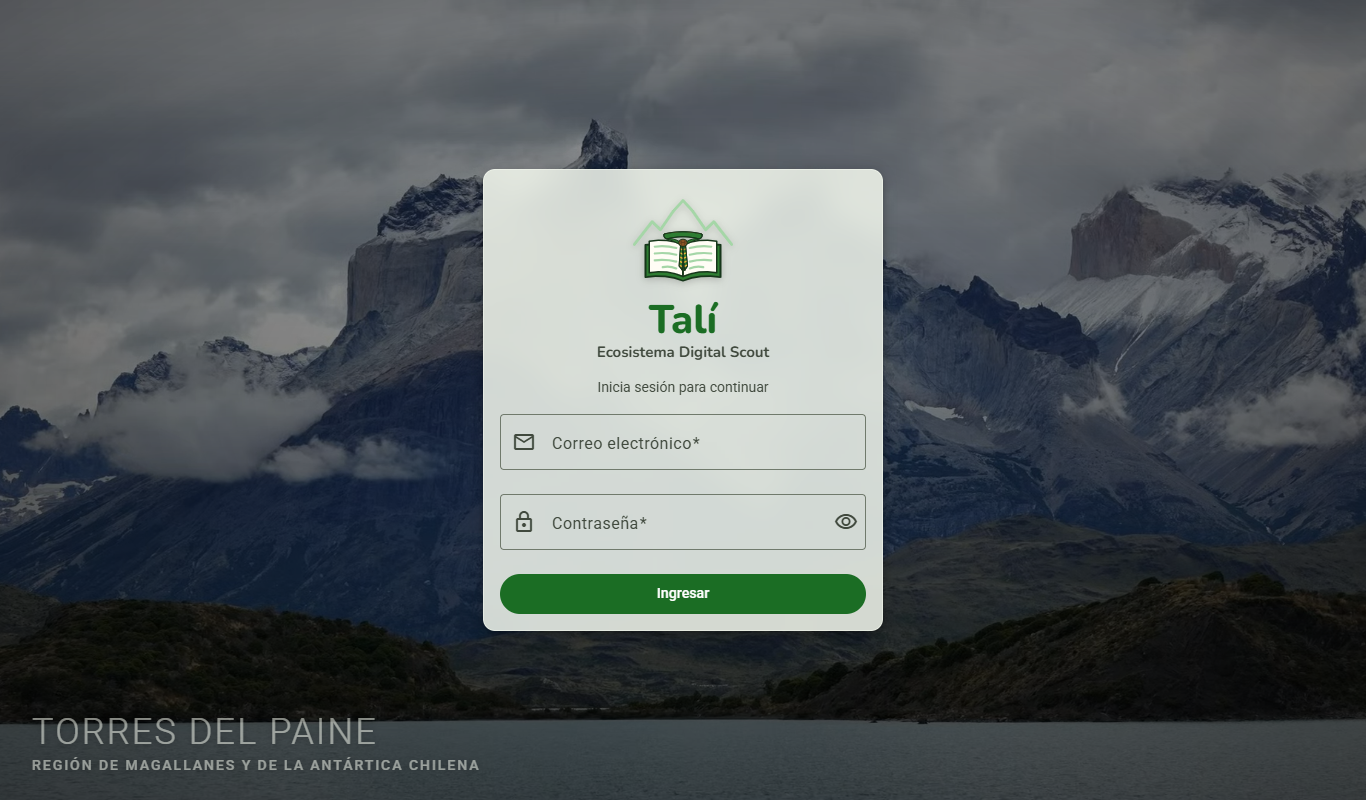 Talí
Ecosistema Digital Scout
Inicia sesión para continuar
Correo electrónico*
Contraseña*
Ingresar
TORRES DEL PAINE
REGIÓN DE MAGALLANES Y DE LA ANTÁRTICA CHILENA